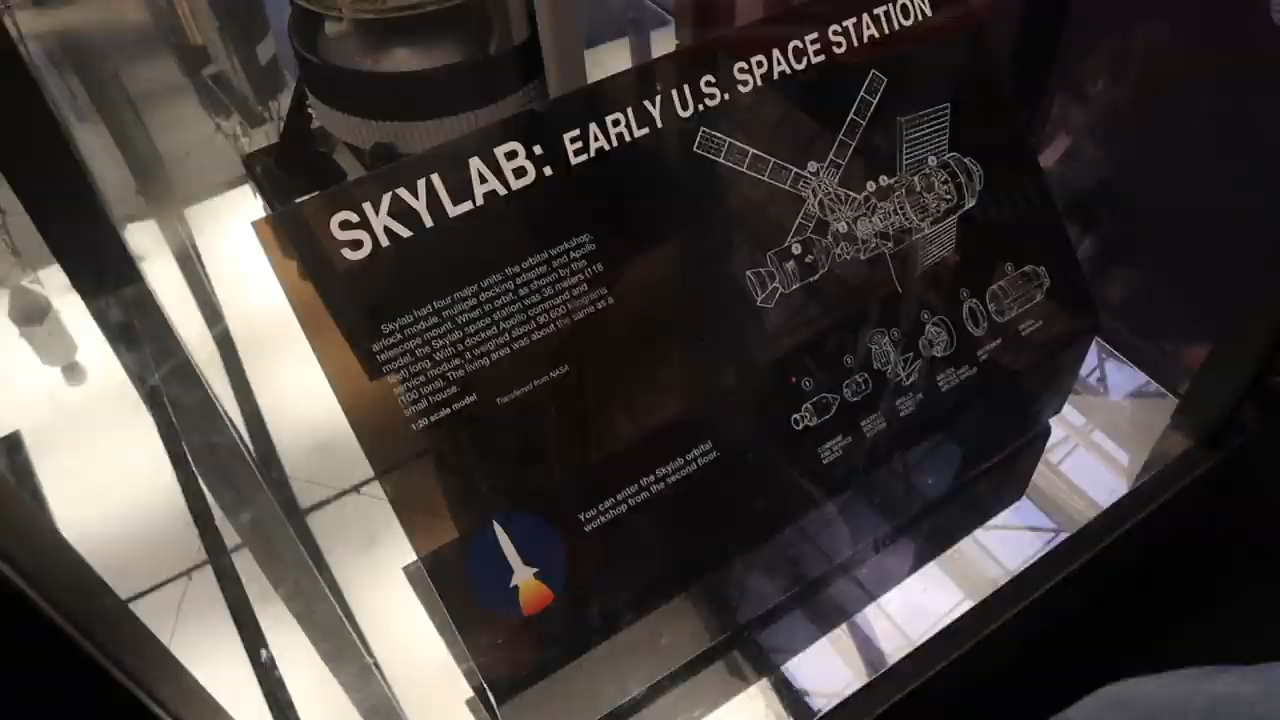 SKYLAB: EARLY U.S. SPACE STATION
Skylab had four major units: the orbital workshop,
airlock module, multiple docking adapter, and Apollo
telescope mount. When in orbit, as shown by this
model, the Skylab space station was 36 meters (118
feet) long. With a docked Apollo command and
service module, it weighed about 90,600 kilograms
(100 tons). The living area was about the same as a
small house.
1:20 scale model
Transferred from NASA
You can enter the Skylab orbital
workshop from the second floor.
COMMAND
AND SERVICE
MODULE